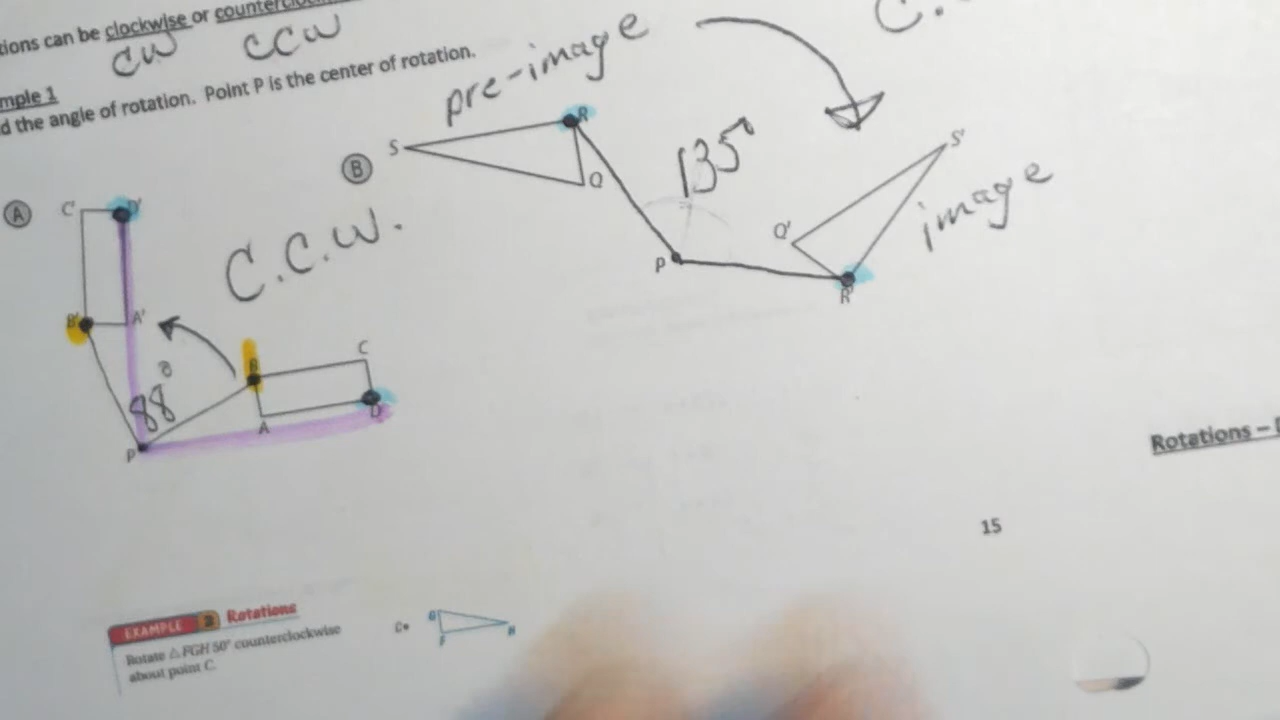 tions can be clockwise or
cw ccw
mple 1
d the angle of rotation. Point P is the center of rotation.
pre-image
C.
S R
B
Q
135°
S'
image
Q'
P
R'
A
C' D'
C.C.W.
B' A'
B C
88°
A D
P
Rotations –
15
EXAMPLE 2 Rotations
Rotate △FGH 50° counterclockwise
about point C.
C G
F H